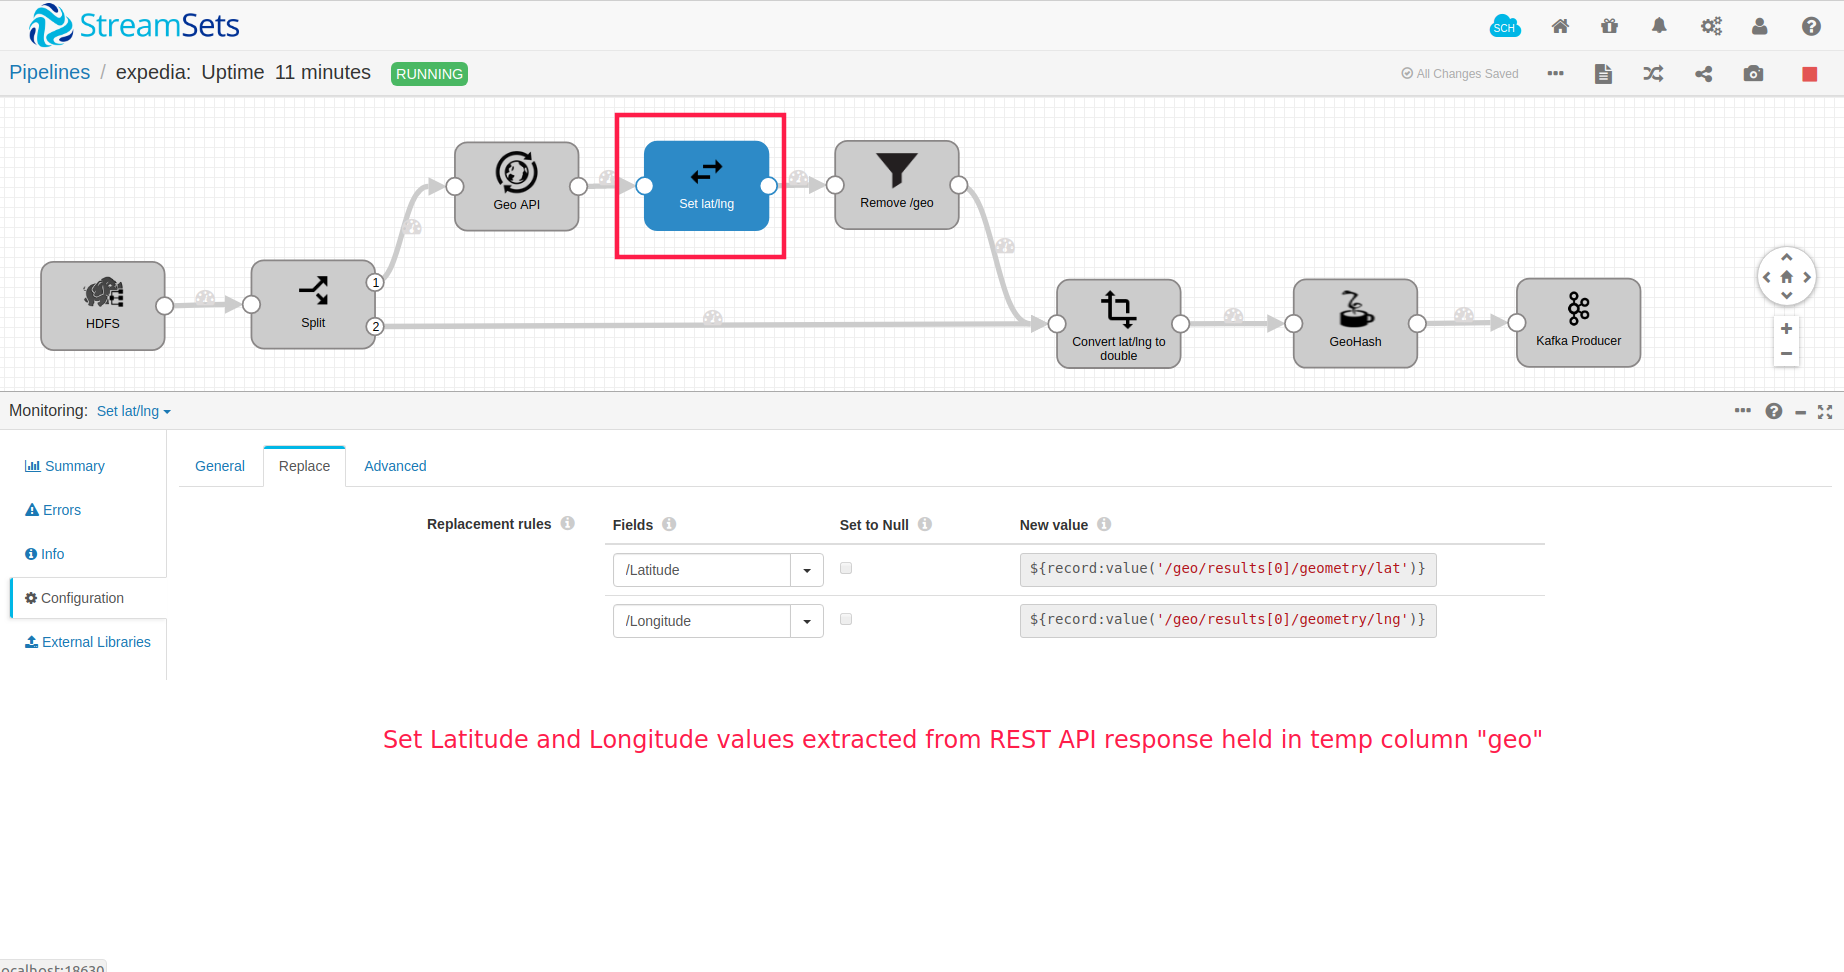 StreamSets
SCH
Pipelines / expedia: Uptime 11 minutes RUNNING
All Changes Saved
Geo API
Set lat/lng
Remove /geo
HDFS
Split
1
2
Convert lat/lng to
double
GeoHash
Kafka Producer
Monitoring: Set lat/lng
Summary
Errors
Info
Configuration
External Libraries
General Replace Advanced
Replacement rules Fields Set to Null New value
/Latitude ${record:value('/geo/results[0]/geometry/lat')}
/Longitude ${record:value('/geo/results[0]/geometry/lng')}
Set Latitude and Longitude values extracted from REST API response held in temp column "geo"
ocalhost:18630